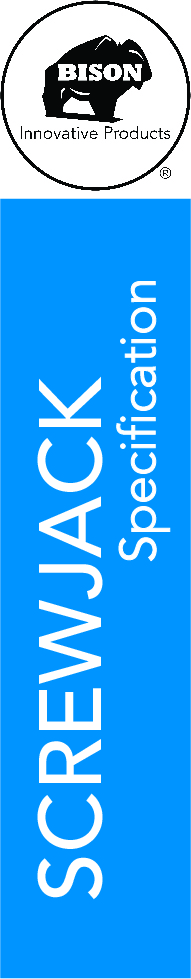 BISON
Innovative Products
®
SCREWJACK
Specification